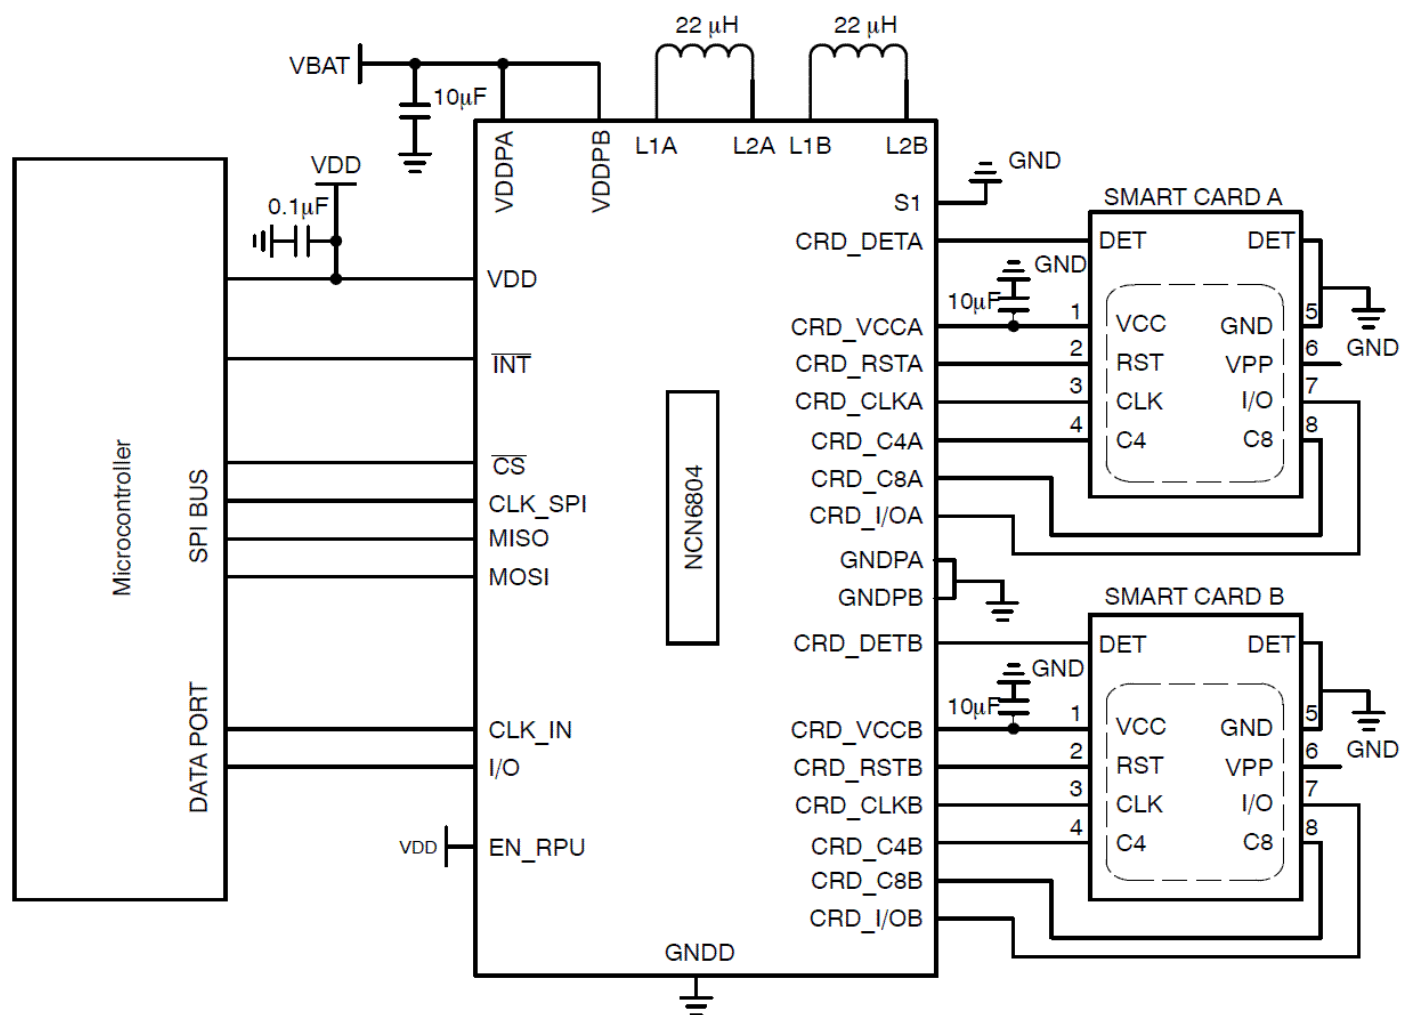 22 μH
22 μH
VBAT
10μF
VDDPA
VDDPB
L1A
L2A
L1B
L2B
VDD
0.1μF
GND
S1
SMART CARD A
CRD_DETA
DET
DET
GND
VDD
10μF
CRD_VCCA
1
VCC
GND
5
GND
INT
CRD_RSTA
2
RST
VPP
6
CRD_CLKA
3
CLK
I/O
7
CRD_C4A
4
C4
C8
8
Microcontroller
SPI BUS
CS
CRD_C8A
CLK_SPI
CRD_I/OA
MISO
NCN6804
GNDPA
MOSI
GNDPB
SMART CARD B
CRD_DETB
DET
DET
GND
10μF
DATA PORT
CLK_IN
CRD_VCCB
1
VCC
GND
5
GND
I/O
CRD_RSTB
2
RST
VPP
6
CRD_CLKB
3
CLK
I/O
7
VDD
EN_RPU
CRD_C4B
4
C4
C8
8
CRD_C8B
CRD_I/OB
GNDD